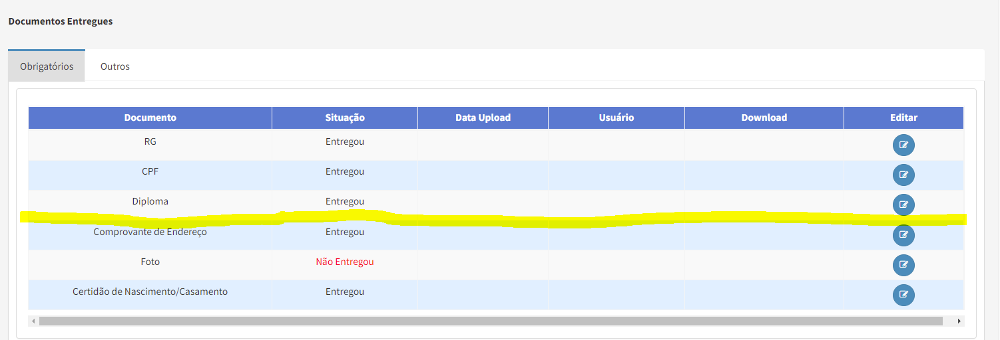 Documentos Entregues
Obrigatórios Outros
Documento Situação Data Upload Usuário Download Editar
RG Entregou
CPF Entregou
Diploma Entregou
Comprovante de Endereço Entregou
Foto Não Entregou
Certidão de Nascimento/Casamento Entregou